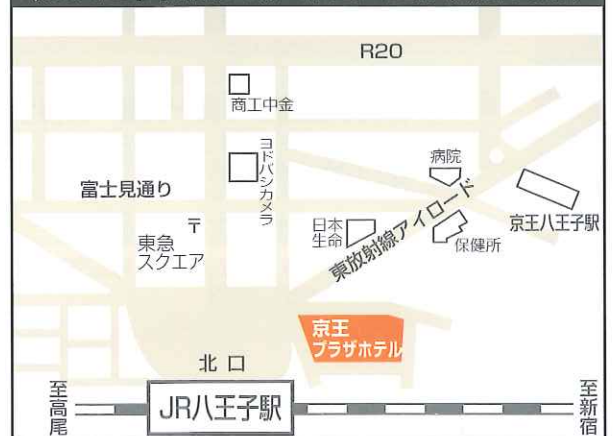 R20
商工中金
ヨドバシカメラ
病院
富士見通り
〒
東急
スクエア
日本
生命
東放射線アイロード
保健所
京王八王子駅
京王
プラザホテル
北口
至高尾
JR八王子駅
至新宿